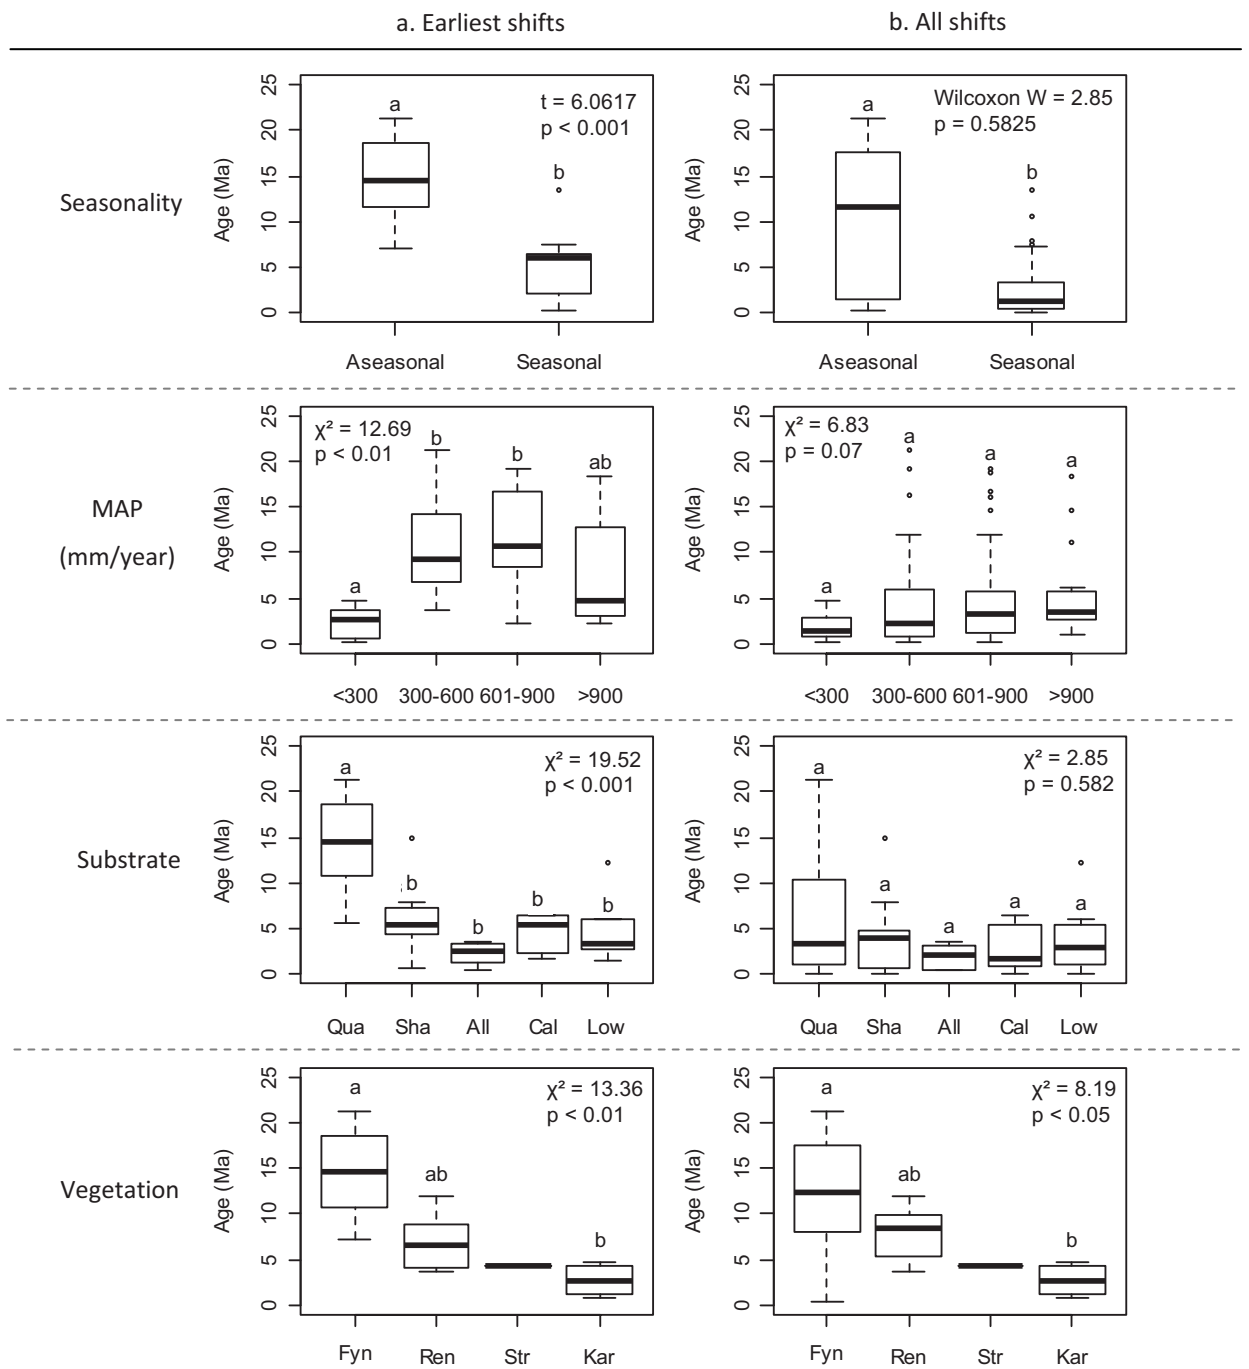 a. Earliest shifts
b. All shifts
Seasonality
Age (Ma)
0 5 10 15 20 25
a
b
t = 6.0617
p < 0.001
Aseasonal Seasonal
Age (Ma)
0 5 10 15 20 25
a
b
Wilcoxon W = 2.85
p = 0.5825
Aseasonal Seasonal
MAP
(mm/year)
Age (Ma)
0 5 10 15 20 25
χ² = 12.69
p < 0.01
a b b ab
<300 300-600 601-900 >900
Age (Ma)
0 5 10 15 20 25
χ² = 6.83
p = 0.07
a a a a
<300 300-600 601-900 >900
Substrate
Age (Ma)
0 5 10 15 20 25
χ² = 19.52
p < 0.001
a b b b b
Qua Sha All Cal Low
Age (Ma)
0 5 10 15 20 25
χ² = 2.85
p = 0.582
a a a a a
Qua Sha All Cal Low
Vegetation
Age (Ma)
0 5 10 15 20 25
χ² = 13.36
p < 0.01
a ab b
Fyn Ren Str Kar
Age (Ma)
0 5 10 15 20 25
χ² = 8.19
p < 0.05
a ab b
Fyn Ren Str Kar